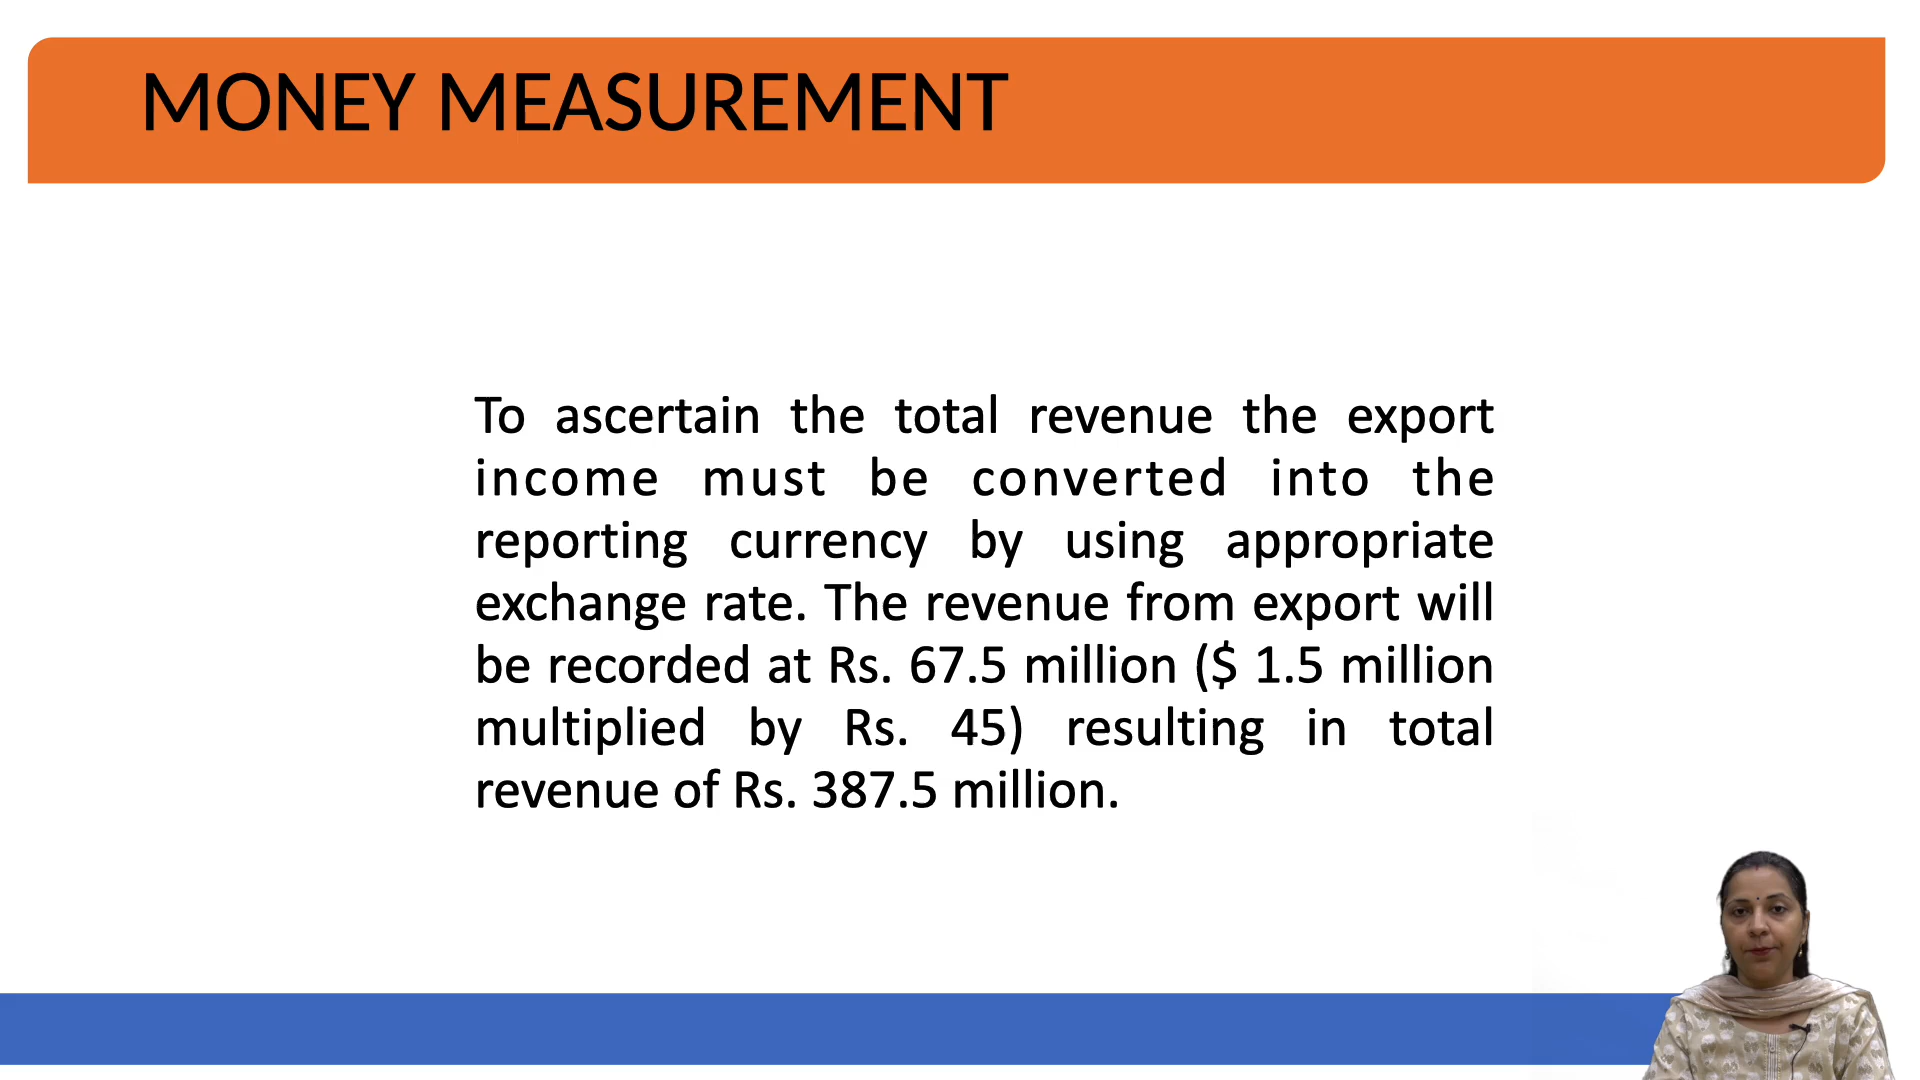 MONEY MEASUREMENT
To ascertain the total revenue the export
income must be converted into the
reporting currency by using appropriate
exchange rate. The revenue from export will
be recorded at Rs. 67.5 million ($ 1.5 million
multiplied by Rs. 45) resulting in total
revenue of Rs. 387.5 million.